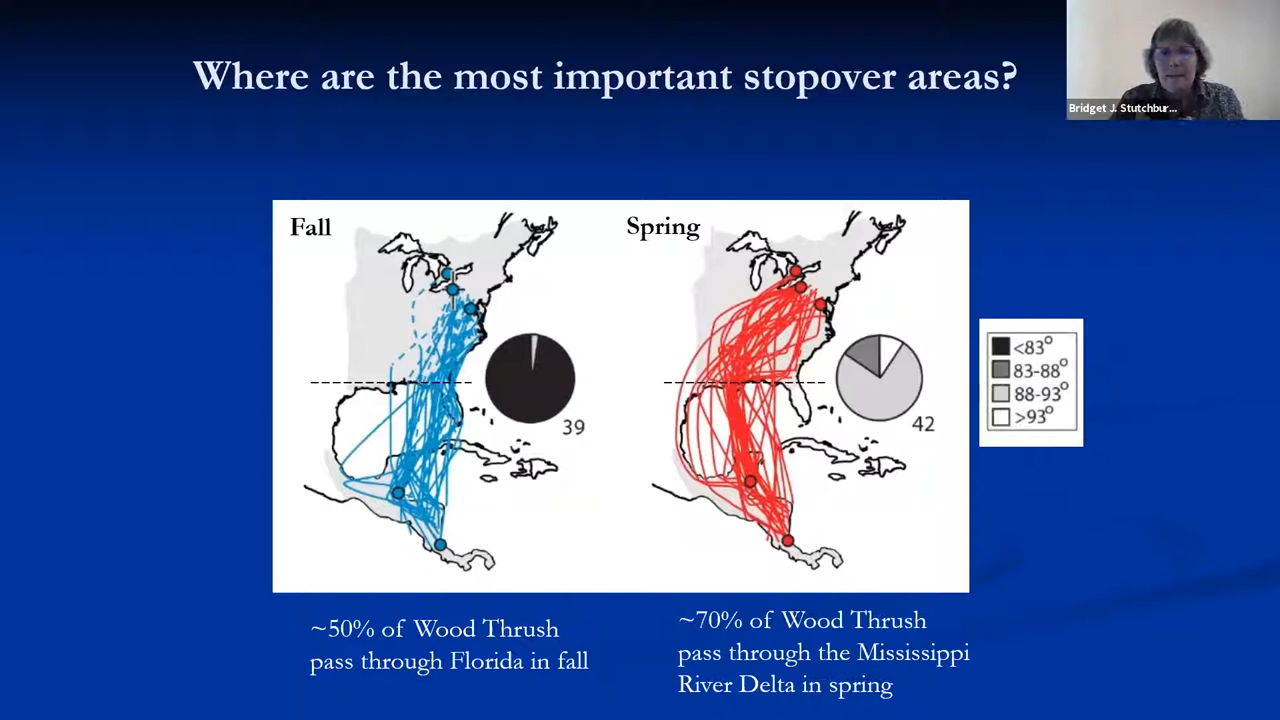 Where are the most important stopover areas?
Bridget J. Stutchbur...
Fall
Spring
39
42
<83°
83-88°
88-93°
>93°
~50% of Wood Thrush
pass through Florida in fall
~70% of Wood Thrush
pass through the Mississippi
River Delta in spring